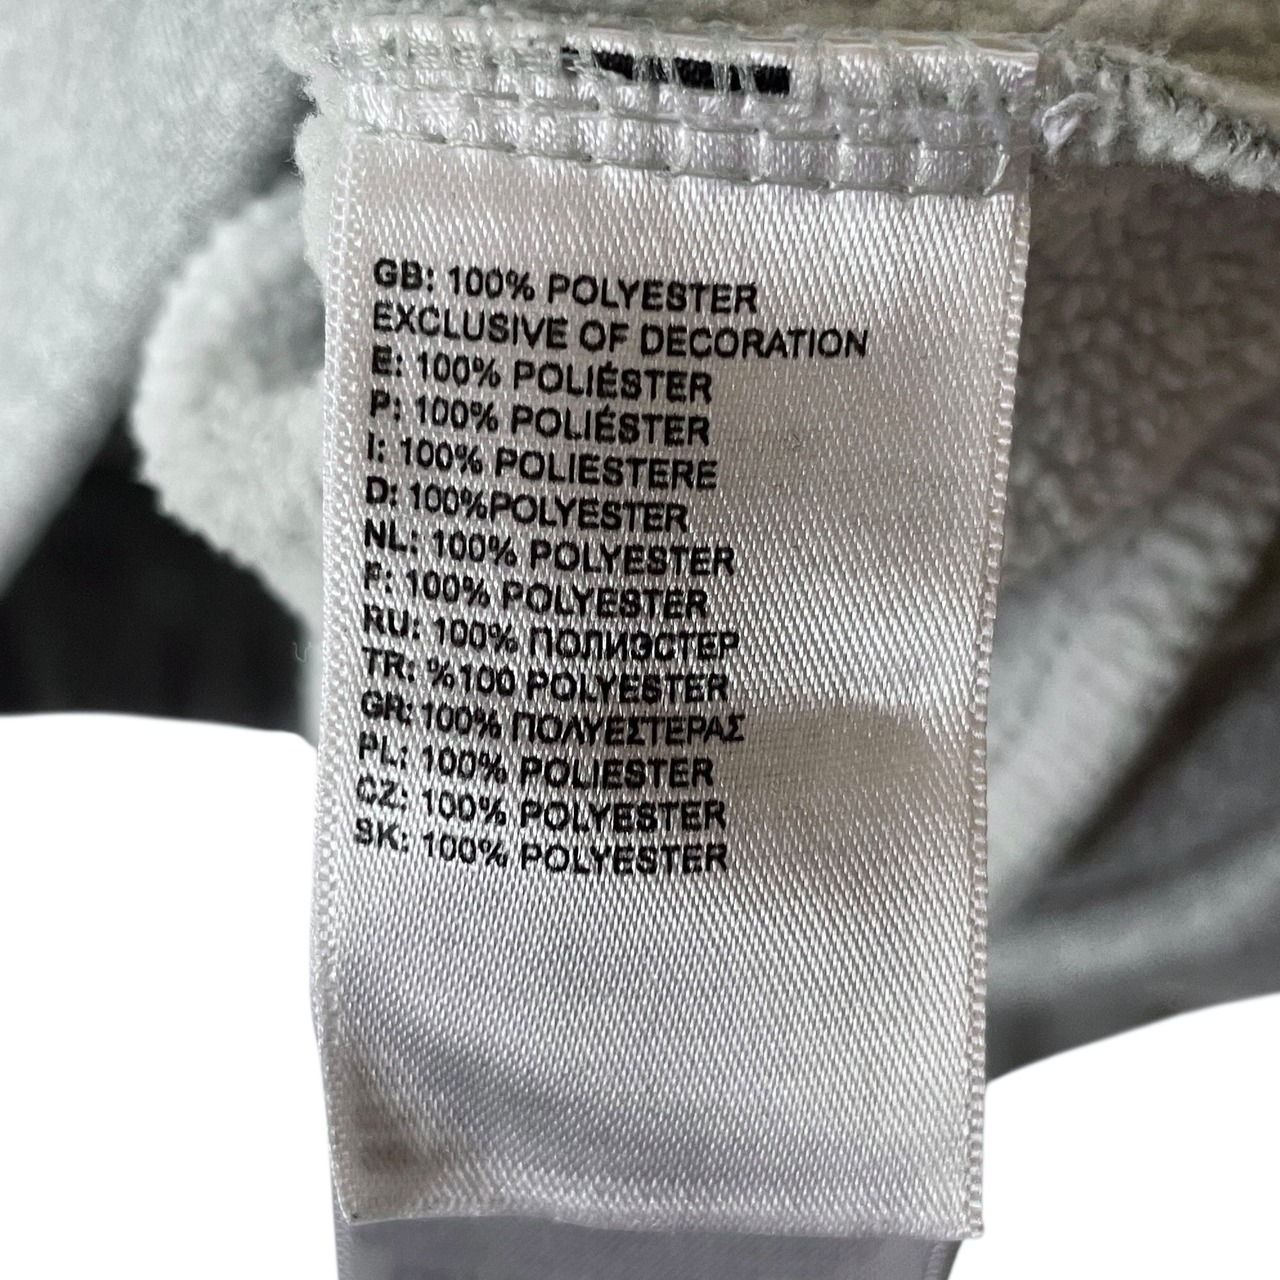 GB: 100% POLYESTER
EXCLUSIVE OF DECORATION
E: 100% POLIÉSTER
P: 100% POLIÉSTER
I: 100% POLIESTERE
D: 100%POLYESTER
NL: 100% POLYESTER
F: 100% POLYESTER
RU: 100% ПОЛИЭСТЕР
TR: %100 POLYESTER
GR: 100% ΠΟΛΥΕΣΤΕΡΑΣ
PL: 100% POLIESTER
CZ: 100% POLYESTER
SK: 100% POLYESTER